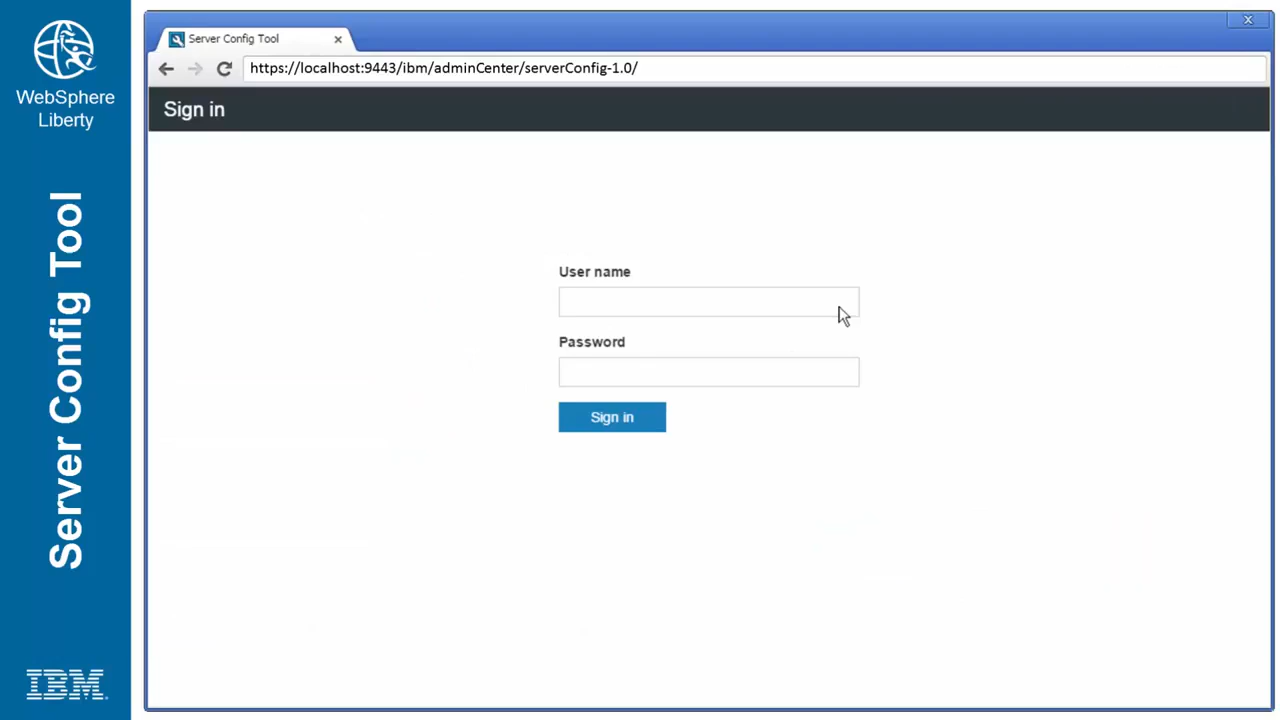 WebSphere
Liberty
Server Config Tool
IBM
Server Config Tool
https://localhost:9443/ibm/adminCenter/serverConfig-1.0/
Sign in
User name
Password
Sign in